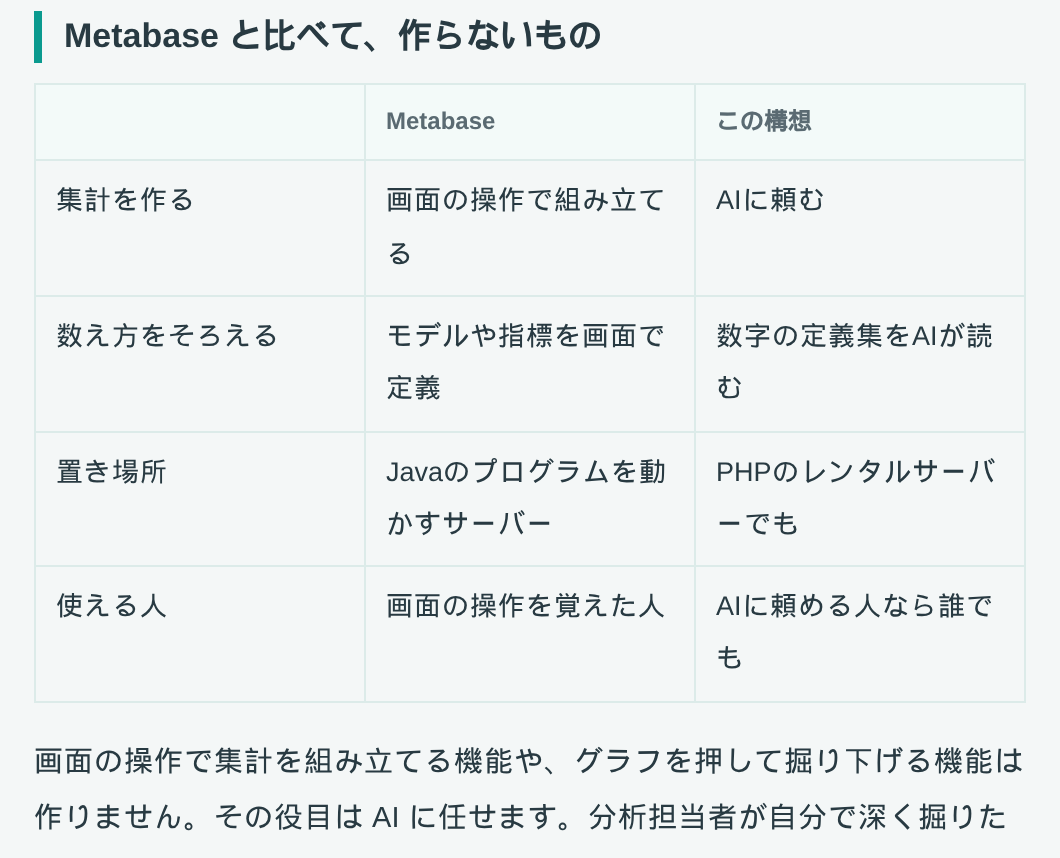 Metabase と比べて、作らないもの
Metabase
この構想
集計を作る
画面の操作で組み立て
る
AIに頼む
数え方をそろえる
モデルや指標を画面で
定義
数字の定義集をAIが読
む
置き場所
Javaのプログラムを動
かすサーバー
PHPのレンタルサーバ
ーでも
使える人
画面の操作を覚えた人
AIに頼める人なら誰で
も
画面の操作で集計を組み立てる機能や、グラフを押して掘り下げる機能は
作りません。その役目は AI に任せます。分析担当者が自分で深く掘りた